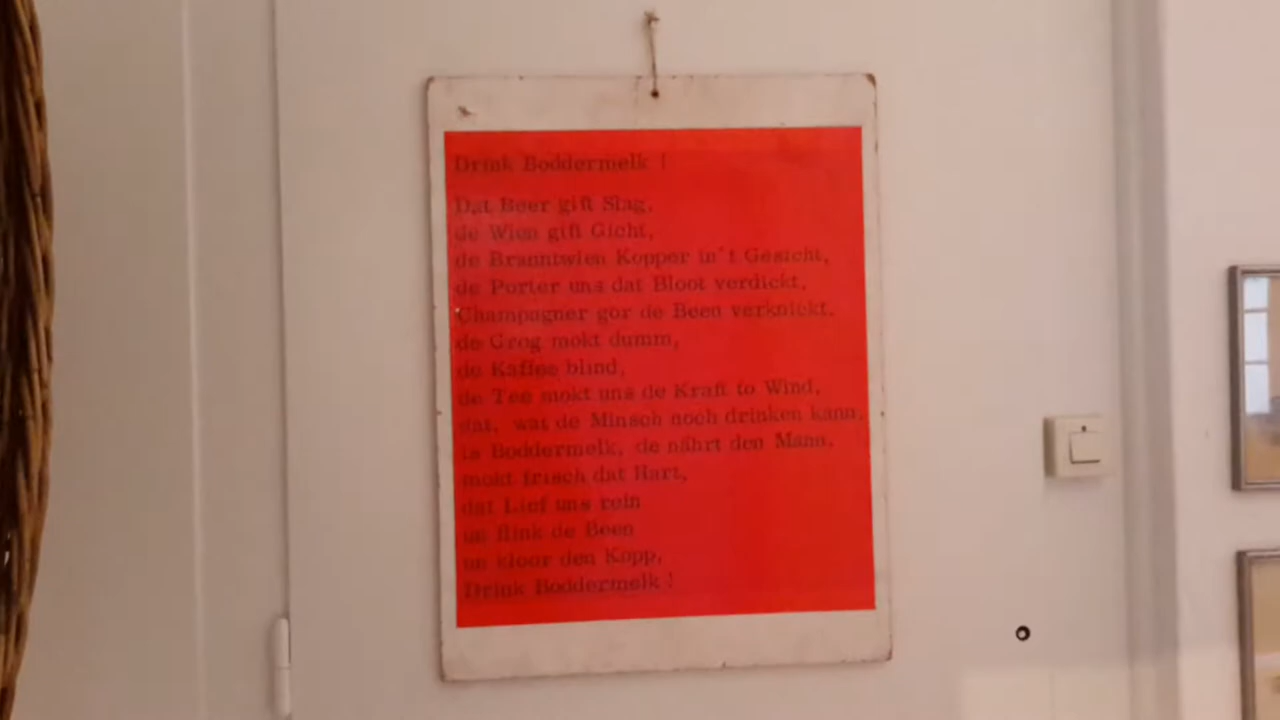 Drink Boddermelk !
Dat Beer gift Slag,
de Wien gift Gicht,
de Branntwien Kopper in't Gesicht,
de Porter uns dat Bloot verdickt,
Champagner gor de Been verknickt,
de Grog mokt dumm,
de Kaffee blind,
de Tee mokt uns de Kraft to Wind,
dat, wat de Minsch noch drinken kann,
is Boddermelk, de nährt den Mann,
mokt frisch dat Hart,
dat Lief uns rein
un flink de Been
un kloor den Kopp,
Drink Boddermelk !